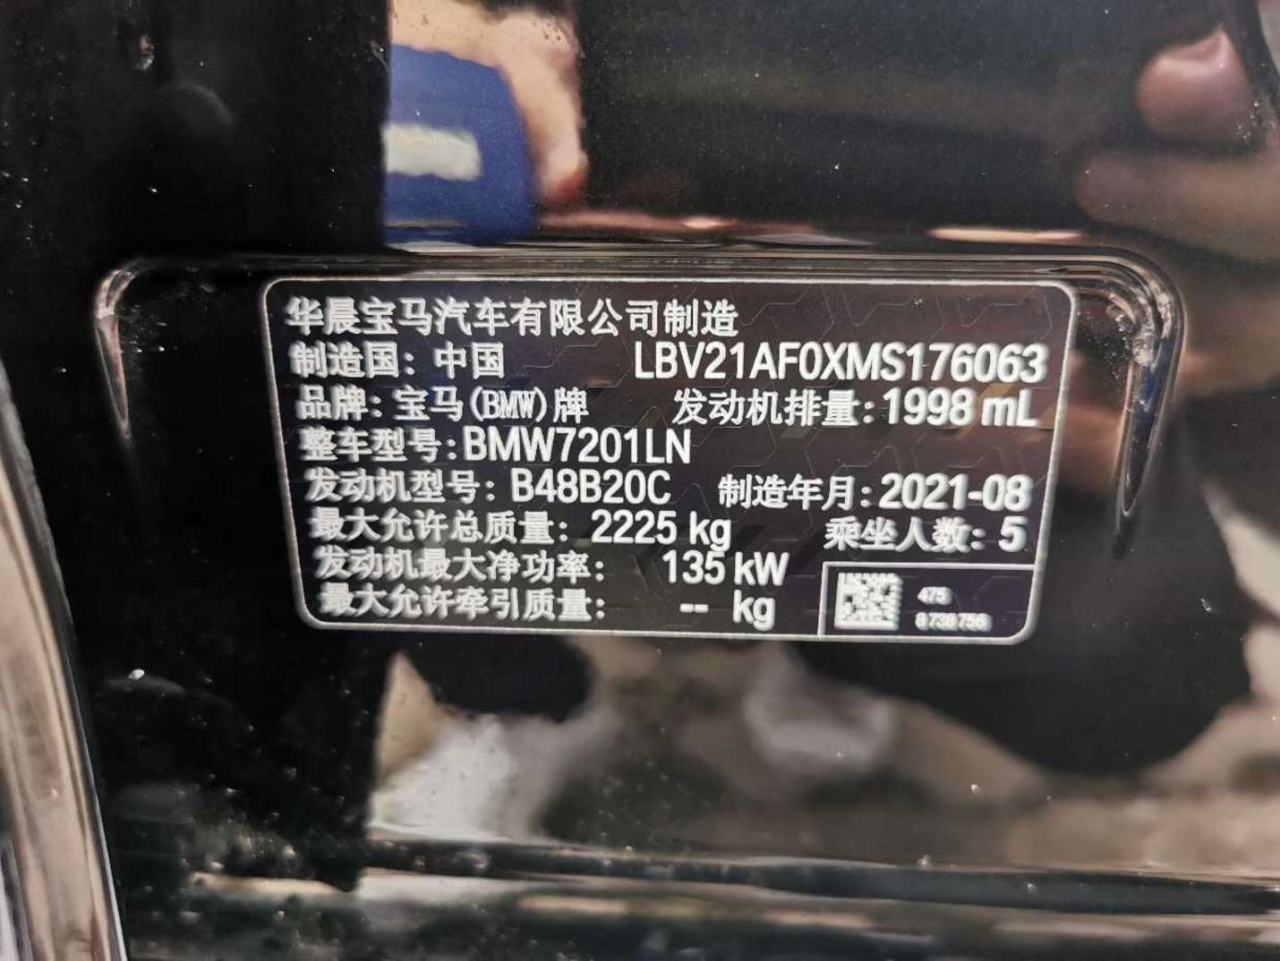 华晨宝马汽车有限公司制造
制造国：中国 LBV21AF0XMS176063
品牌：宝马(BMW)牌 发动机排量：1998 mL
整车型号：BMW7201LN
发动机型号：B48B20C 制造年月：2021-08
最大允许总质量：2225 kg 乘坐人数：5
发动机最大净功率：135 kW
最大允许牵引质量：-- kg
475
8738756